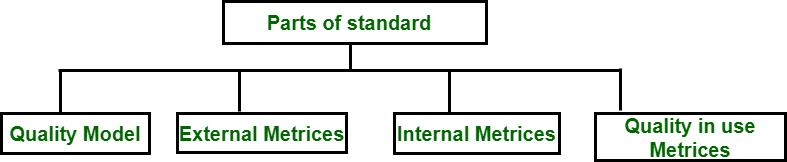 Parts of standard
Quality Model
External Metrices
Internal Metrices
Quality in use
Metrices